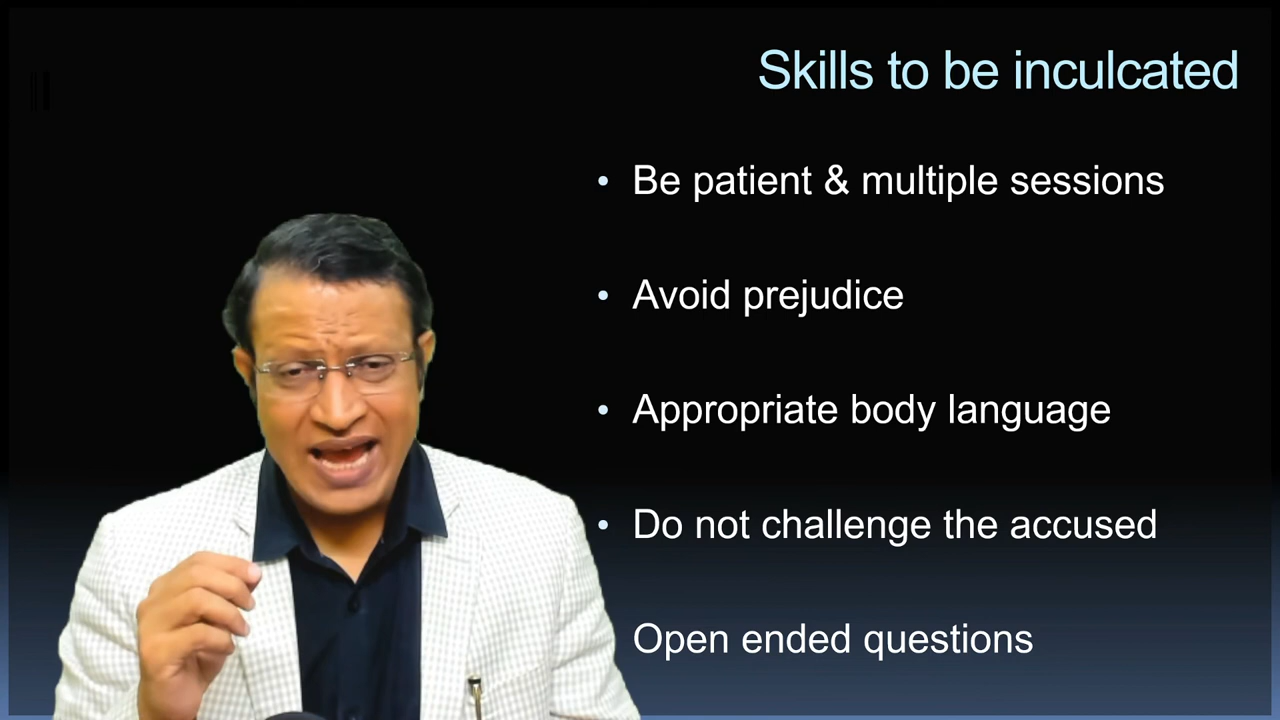 Skills to be inculcated
• Be patient & multiple sessions
• Avoid prejudice
• Appropriate body language
• Do not challenge the accused
Open ended questions